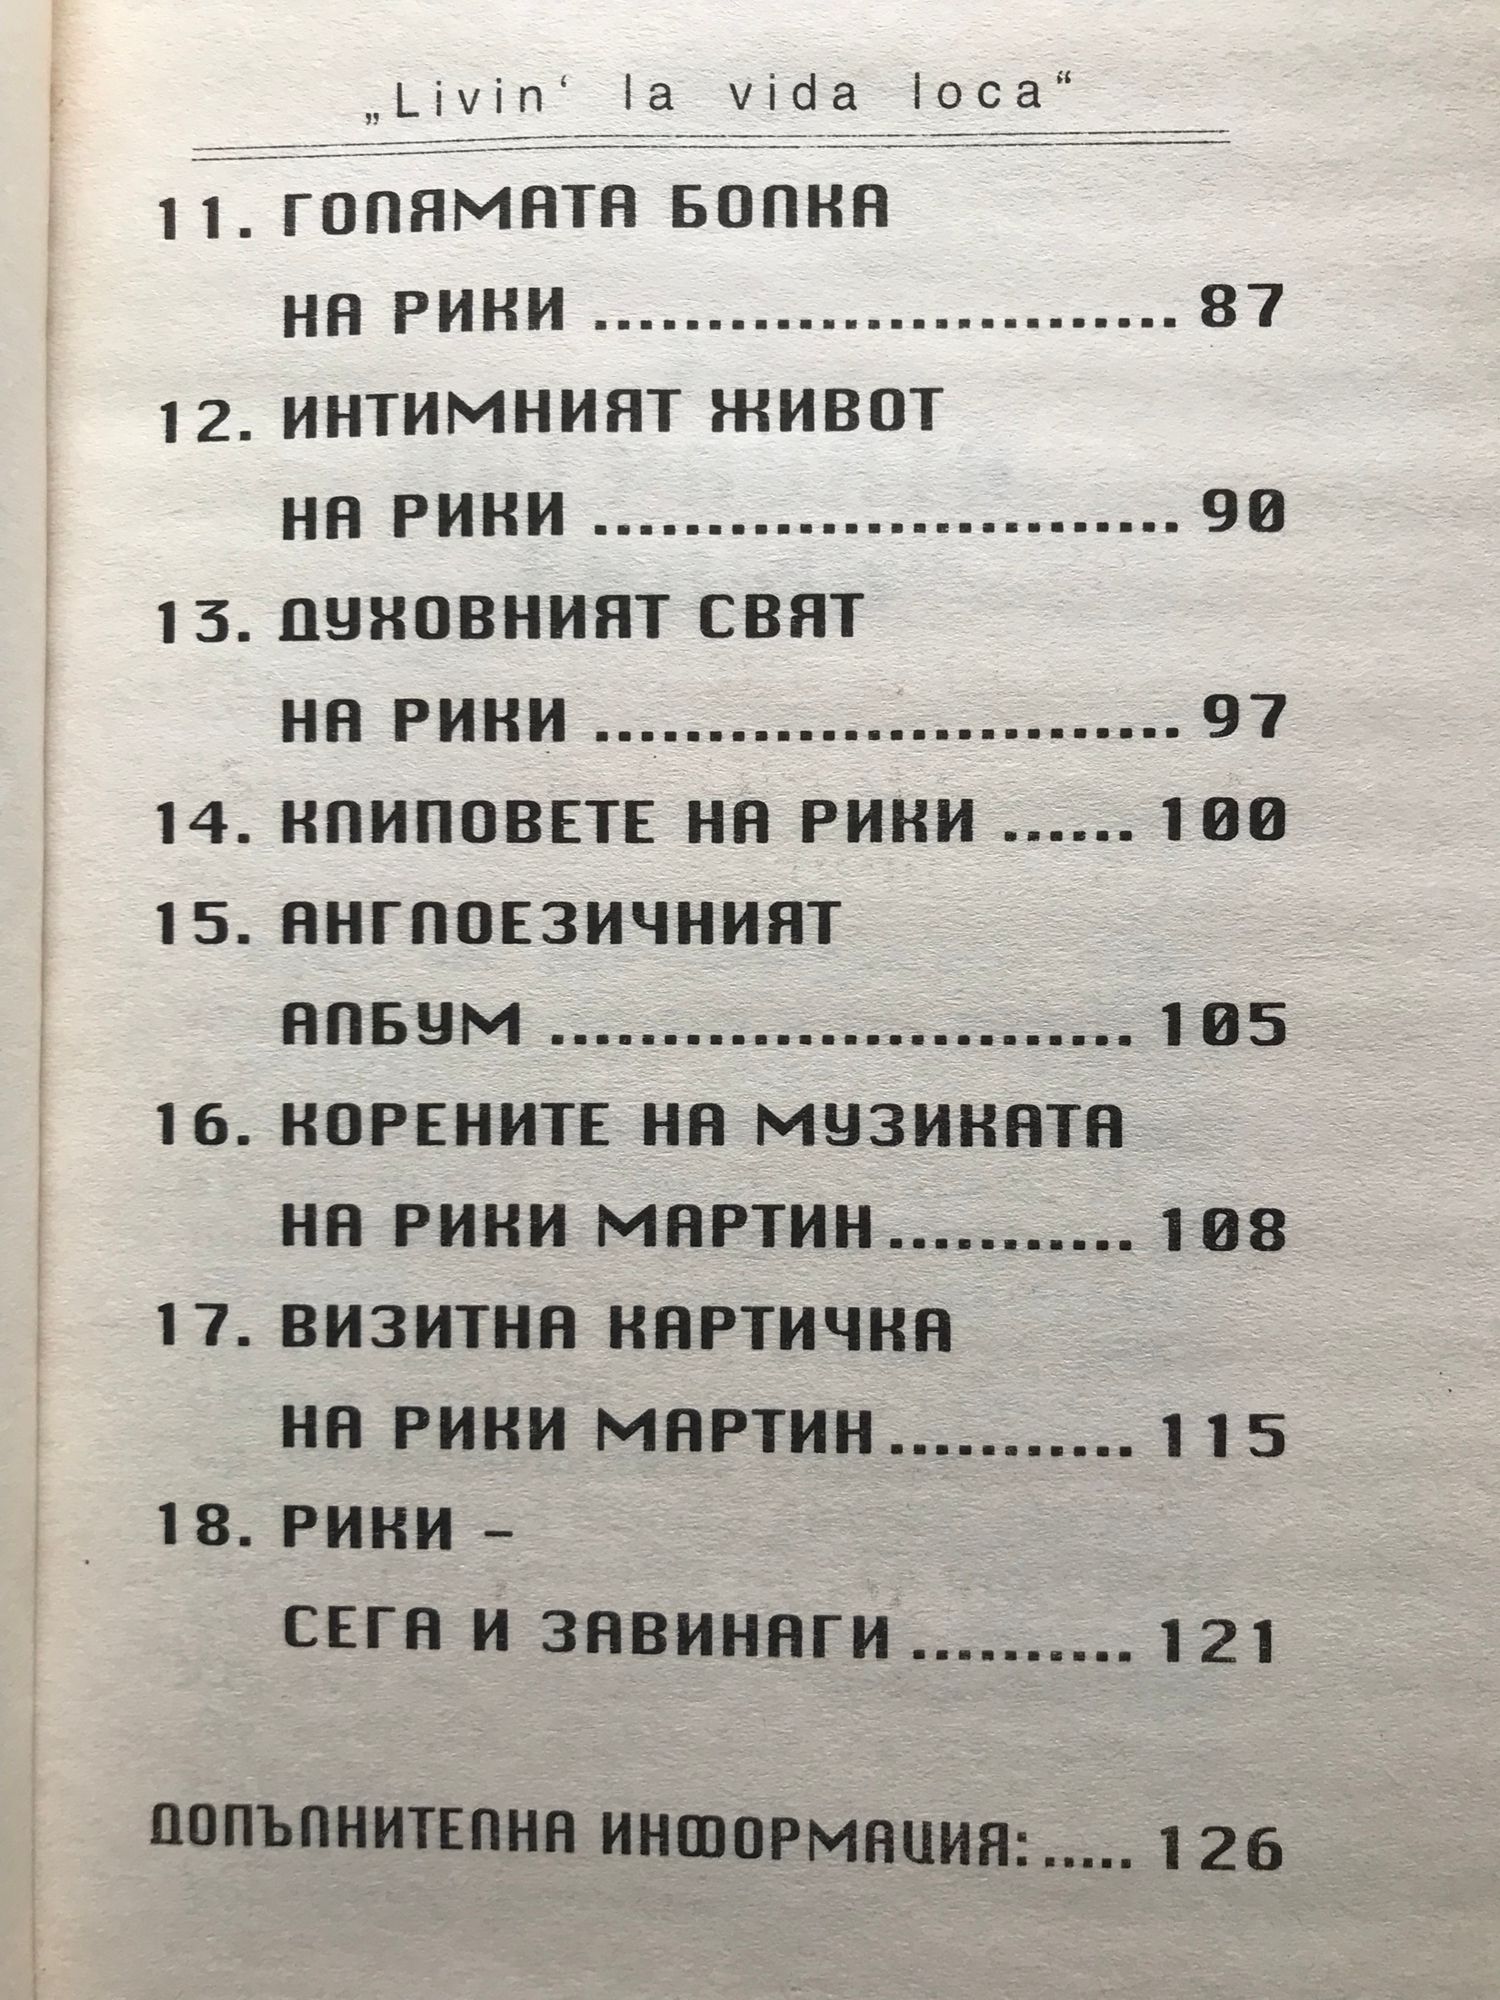 „Livin‘ la vida loca“
11. ГОЛЯМАТА БОЛКА
НА РИКИ .......................... 87
12. ИНТИМНИЯТ ЖИВОТ
НА РИКИ .......................... 90
13. ДУХОВНИЯТ СВЯТ
НА РИКИ .......................... 97
14. КЛИПОВЕТЕ НА РИКИ ...... 100
15. АНГЛОЕЗИЧНИЯТ
АЛБУМ .......................... 105
16. КОРЕНИТЕ НА МУЗИКАТА
НА РИКИ МАРТИН........... 108
17. ВИЗИТНА КАРТИЧКА
НА РИКИ МАРТИН........... 115
18. РИКИ –
СЕГА И ЗАВИНАГИ .......... 121
ДОПЪЛНИТЕЛНА ИНФОРМАЦИЯ:..... 126